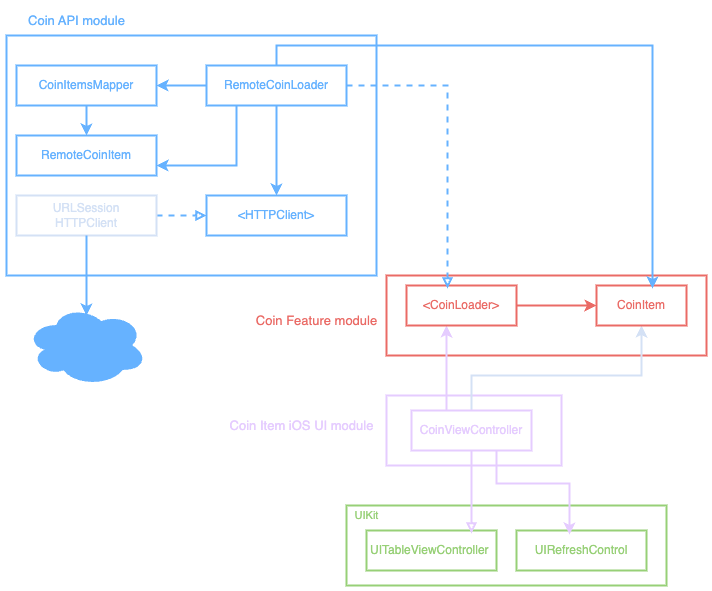 Coin API module
CoinItemsMapper
RemoteCoinLoader
RemoteCoinItem
URLSession
HTTPClient
<HTTPClient>
Coin Feature module
<CoinLoader>
CoinItem
Coin Item iOS UI module
CoinViewController
UIKit
UITableViewController
UIRefreshControl